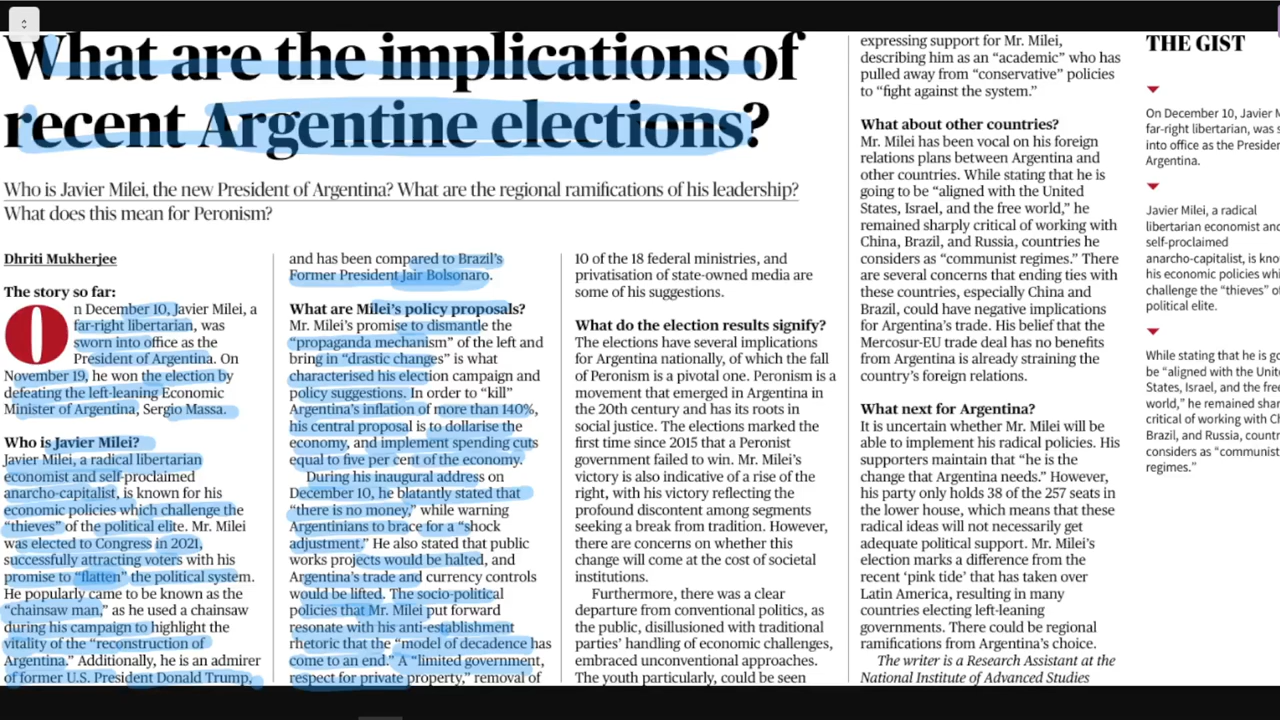 What are the implications of
recent Argentine elections?
Who is Javier Milei, the new President of Argentina? What are the regional ramifications of his leadership?
What does this mean for Peronism?
Dhriti Mukherjee
The story so far:
On December 10, Javier Milei, a
far-right libertarian, was
sworn into office as the
President of Argentina. On
November 19, he won the election by
defeating the left-leaning Economic
Minister of Argentina, Sergio Massa.
Who is Javier Milei?
Javier Milei, a radical libertarian
economist and self-proclaimed
anarcho-capitalist, is known for his
economic policies which challenge the
“thieves” of the political elite. Mr. Milei
was elected to Congress in 2021,
successfully attracting voters with his
promise to “flatten” the political system.
He popularly came to be known as the
“chainsaw man,” as he used a chainsaw
during his campaign to highlight the
vitality of the “reconstruction of
Argentina.” Additionally, he is an admirer
of former U.S. President Donald Trump,
and has been compared to Brazil’s
Former President Jair Bolsonaro.
What are Milei’s policy proposals?
Mr. Milei’s promise to dismantle the
“propaganda mechanism” of the left and
bring in “drastic changes” is what
characterised his election campaign and
policy suggestions. In order to “kill”
Argentina’s inflation of more than 140%,
his central proposal is to dollarise the
economy, and implement spending cuts
equal to five per cent of the economy.
During his inaugural address on
December 10, he blatantly stated that
“there is no money,” while warning
Argentinians to brace for a “shock
adjustment.” He also stated that public
works projects would be halted, and
Argentina’s trade and currency controls
would be lifted. The socio-political
policies that Mr. Milei put forward
resonate with his anti-establishment
rhetoric that the “model of decadence has
come to an end.” A “limited government,
respect for private property,” removal of
10 of the 18 federal ministries, and
privatisation of state-owned media are
some of his suggestions.
What do the election results signify?
The elections have several implications
for Argentina nationally, of which the fall
of Peronism is a pivotal one. Peronism is a
movement that emerged in Argentina in
the 20th century and has its roots in
social justice. The elections marked the
first time since 2015 that a Peronist
government failed to win. Mr. Milei’s
victory is also indicative of a rise of the
right, with his victory reflecting the
profound discontent among segments
seeking a break from tradition. However,
there are concerns on whether this
change will come at the cost of societal
institutions.
Furthermore, there was a clear
departure from conventional politics, as
the public, disillusioned with traditional
parties’ handling of economic challenges,
embraced unconventional approaches.
The youth particularly, could be seen
expressing support for Mr. Milei,
describing him as an “academic” who has
pulled away from “conservative” policies
to “fight against the system.”
What about other countries?
Mr. Milei has been vocal on his foreign
relations plans between Argentina and
other countries. While stating that he is
going to be “aligned with the United
States, Israel, and the free world,” he
remained sharply critical of working with
China, Brazil, and Russia, countries he
considers as “communist regimes.” There
are several concerns that ending ties with
these countries, especially China and
Brazil, could have negative implications
for Argentina’s trade. His belief that the
Mercosur-EU trade deal has no benefits
from Argentina is already straining the
country’s foreign relations.
What next for Argentina?
It is uncertain whether Mr. Milei will be
able to implement his radical policies. His
supporters maintain that “he is the
change that Argentina needs.” However,
his party only holds 38 of the 257 seats in
the lower house, which means that these
radical ideas will not necessarily get
adequate political support. Mr. Milei’s
election marks a difference from the
recent ‘pink tide’ that has taken over
Latin America, resulting in many
countries electing left-leaning
governments. There could be regional
ramifications from Argentina’s choice.
The writer is a Research Assistant at the
National Institute of Advanced Studies
THE GIST
On December 10, Javier
far-right libertarian, was
into office as the
Argentina.
Javier Milei, a radical
libertarian economist
self-proclaimed
anarcho-capitalist, is
his economic policies
challenge the “thieves” of
political elite.
While stating that he is
be “aligned with the
States, Israel, and the free
world,” he remained
critical of working with
Brazil, and Russia,
considers as “communist
regimes.”